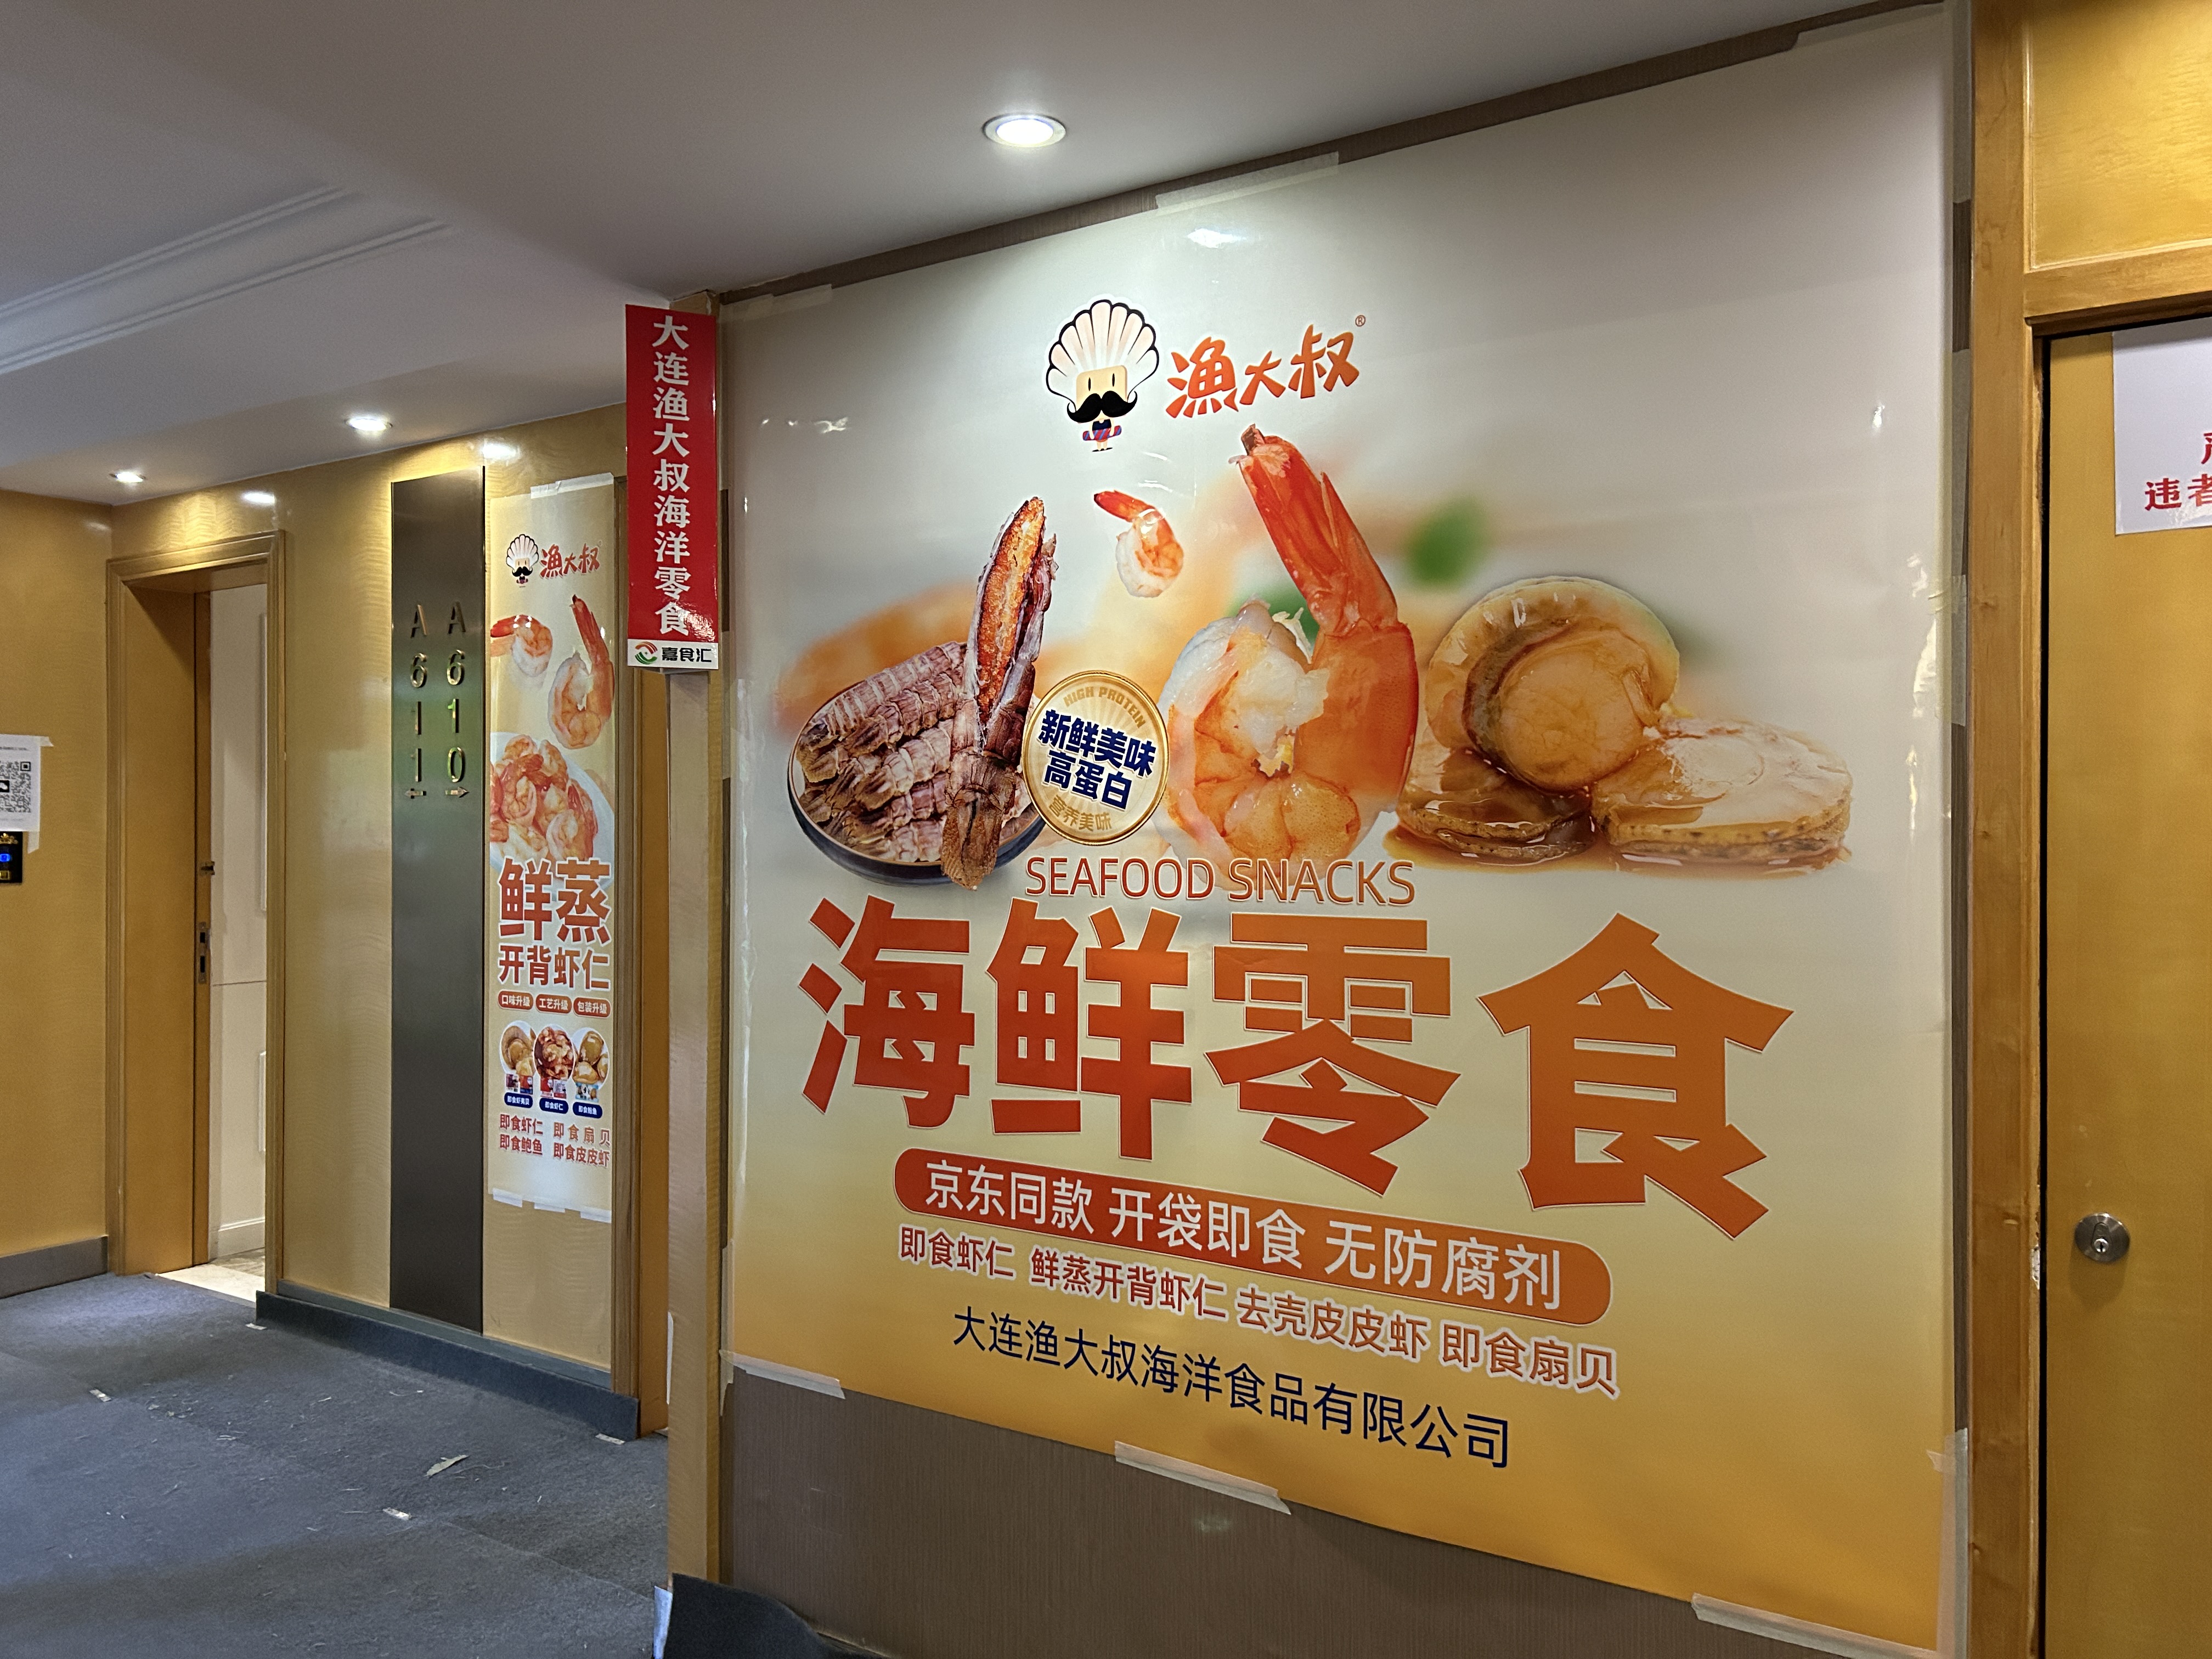 渔大叔®
HIGH PROTEIN
新鲜美味
高蛋白
营养美味
SEAFOOD SNACKS
海鲜零食
京东同款 开袋即食 无防腐剂
即食虾仁 鲜蒸开背虾仁 去壳皮皮虾 即食扇贝
大连渔大叔海洋食品有限公司
大连渔大叔海洋零食
嘉食汇
A611
A610
渔大叔
鲜蒸
开背虾仁
口味升级 工艺升级 包装升级
即食虾仁 即食扇贝
即食鲍鱼 即食皮皮虾
违者